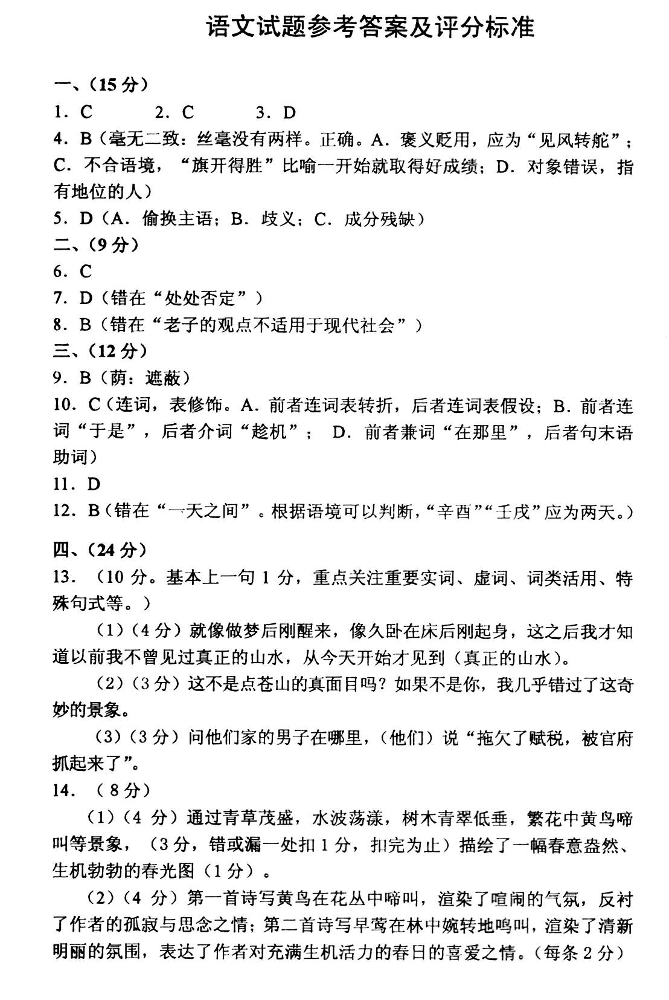 语文试题参考答案及评分标准
一、（15 分）
1．C 2．C 3．D
4．B（毫无二致：丝毫没有两样。正确。A．褒义贬用，应为“见风转舵”；
C．不合语境，“旗开得胜”比喻一开始就取得好成绩；D．对象错误，指
有地位的人）
5．D（A．偷换主语；B．歧义；C．成分残缺）
二、（9 分）
6．C
7．D（错在“处处否定”）
8．B（错在“老子的观点不适用于现代社会”）
三、（12 分）
9．B（荫：遮蔽）
10．C（连词，表修饰。A．前者连词表转折，后者连词表假设；B．前者连
词“于是”，后者介词“趁机”； D．前者兼词“在那里”，后者句末语
助词）
11．D
12．B（错在“一天之间”。根据语境可以判断，“辛酉”“壬戌”应为两天。）
四、（24 分）
13．（10 分。基本上一句 1 分，重点关注重要实词、虚词、词类活用、特
殊句式等。）
（1）（4 分）就像做梦后刚醒来，像久卧在床后刚起身，这之后我才知
道以前我不曾见过真正的山水，从今天开始才见到（真正的山水）。
（2）（3 分）这不是点苍山的真面目吗？如果不是你，我几乎错过了这奇
妙的景象。
（3）（3 分）问他们家的男子在哪里，（他们）说“拖欠了赋税，被官府
抓起来了”。
14．（ 8 分）
（1）（4 分）通过青草茂盛，水波荡漾，树木青翠低垂，繁花中黄鸟啼
叫等景象，（3 分，错或漏一处扣 1 分，扣完为止）描绘了一幅春意盎然、
生机勃勃的春光图（1 分）。
（2）（4 分）第一首诗写黄鸟在花丛中啼叫，渲染了喧闹的气氛，反衬
了作者的孤寂与思念之情；第二首诗写早莺在林中婉转地鸣叫，渲染了清新
明丽的氛围，表达了作者对充满生机活力的春日的喜爱之情。（每条 2 分）